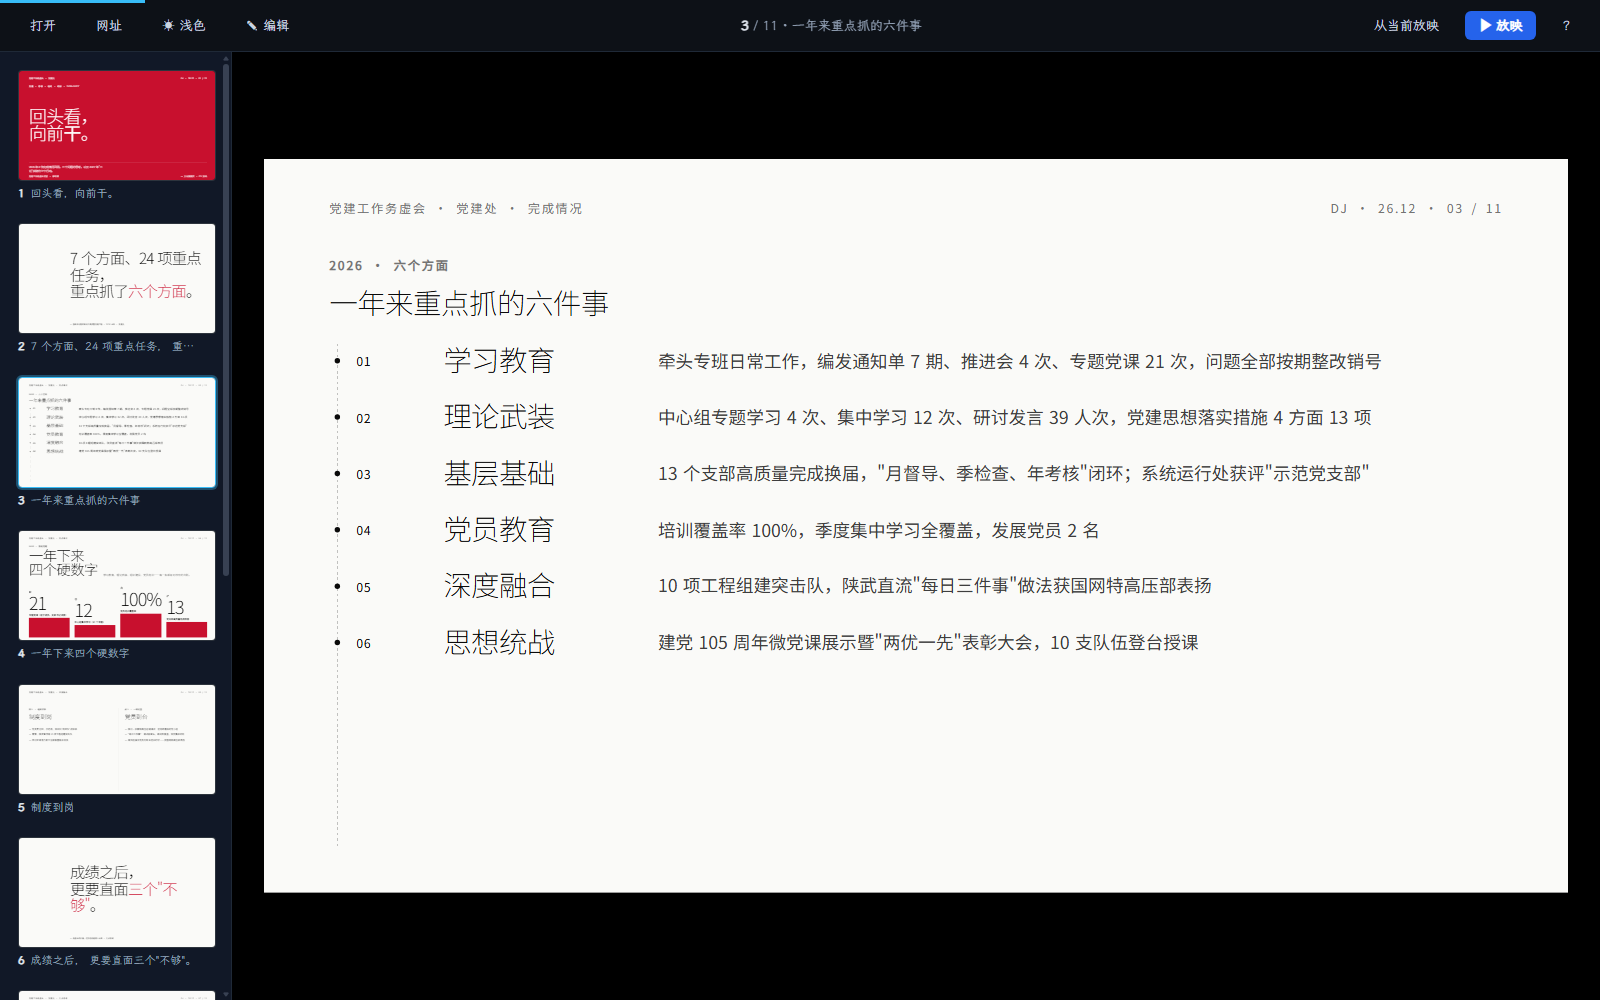 打开 网址 浅色 编辑 3 / 11 · 一年来重点抓的六件事 从当前放映 放映 ?
回头看，
向前干。
1 回头看，向前干。
7 个方面、24 项重点
任务，
重点抓了六个方面。
2 7 个方面、24 项重点任务， 重…
一年来重点抓的六件事
3 一年来重点抓的六件事
一年下来
四个硬数字
21 12 100% 13
4 一年下来四个硬数字
制度到岗 党员到台
5 制度到岗
成绩之后，
更要直面三个"不
够"。
6 成绩之后， 更要直面三个"不够"。
党建工作务虚会 · 党建处 · 完成情况 DJ · 26.12 · 03 / 11
2026 · 六个方面
一年来重点抓的六件事
01 学习教育 牵头专班日常工作，编发通知单 7 期、推进会 4 次、专题党课 21 次，问题全部按期整改销号
02 理论武装 中心组专题学习 4 次、集中学习 12 次、研讨发言 39 人次，党建思想落实措施 4 方面 13 项
03 基层基础 13 个支部高质量完成换届，"月督导、季检查、年考核"闭环；系统运行处获评"示范党支部"
04 党员教育 培训覆盖率 100%，季度集中学习全覆盖，发展党员 2 名
05 深度融合 10 项工程组建突击队，陕武直流"每日三件事"做法获国网特高压部表扬
06 思想统战 建党 105 周年微党课展示暨"两优一先"表彰大会，10 支队伍登台授课